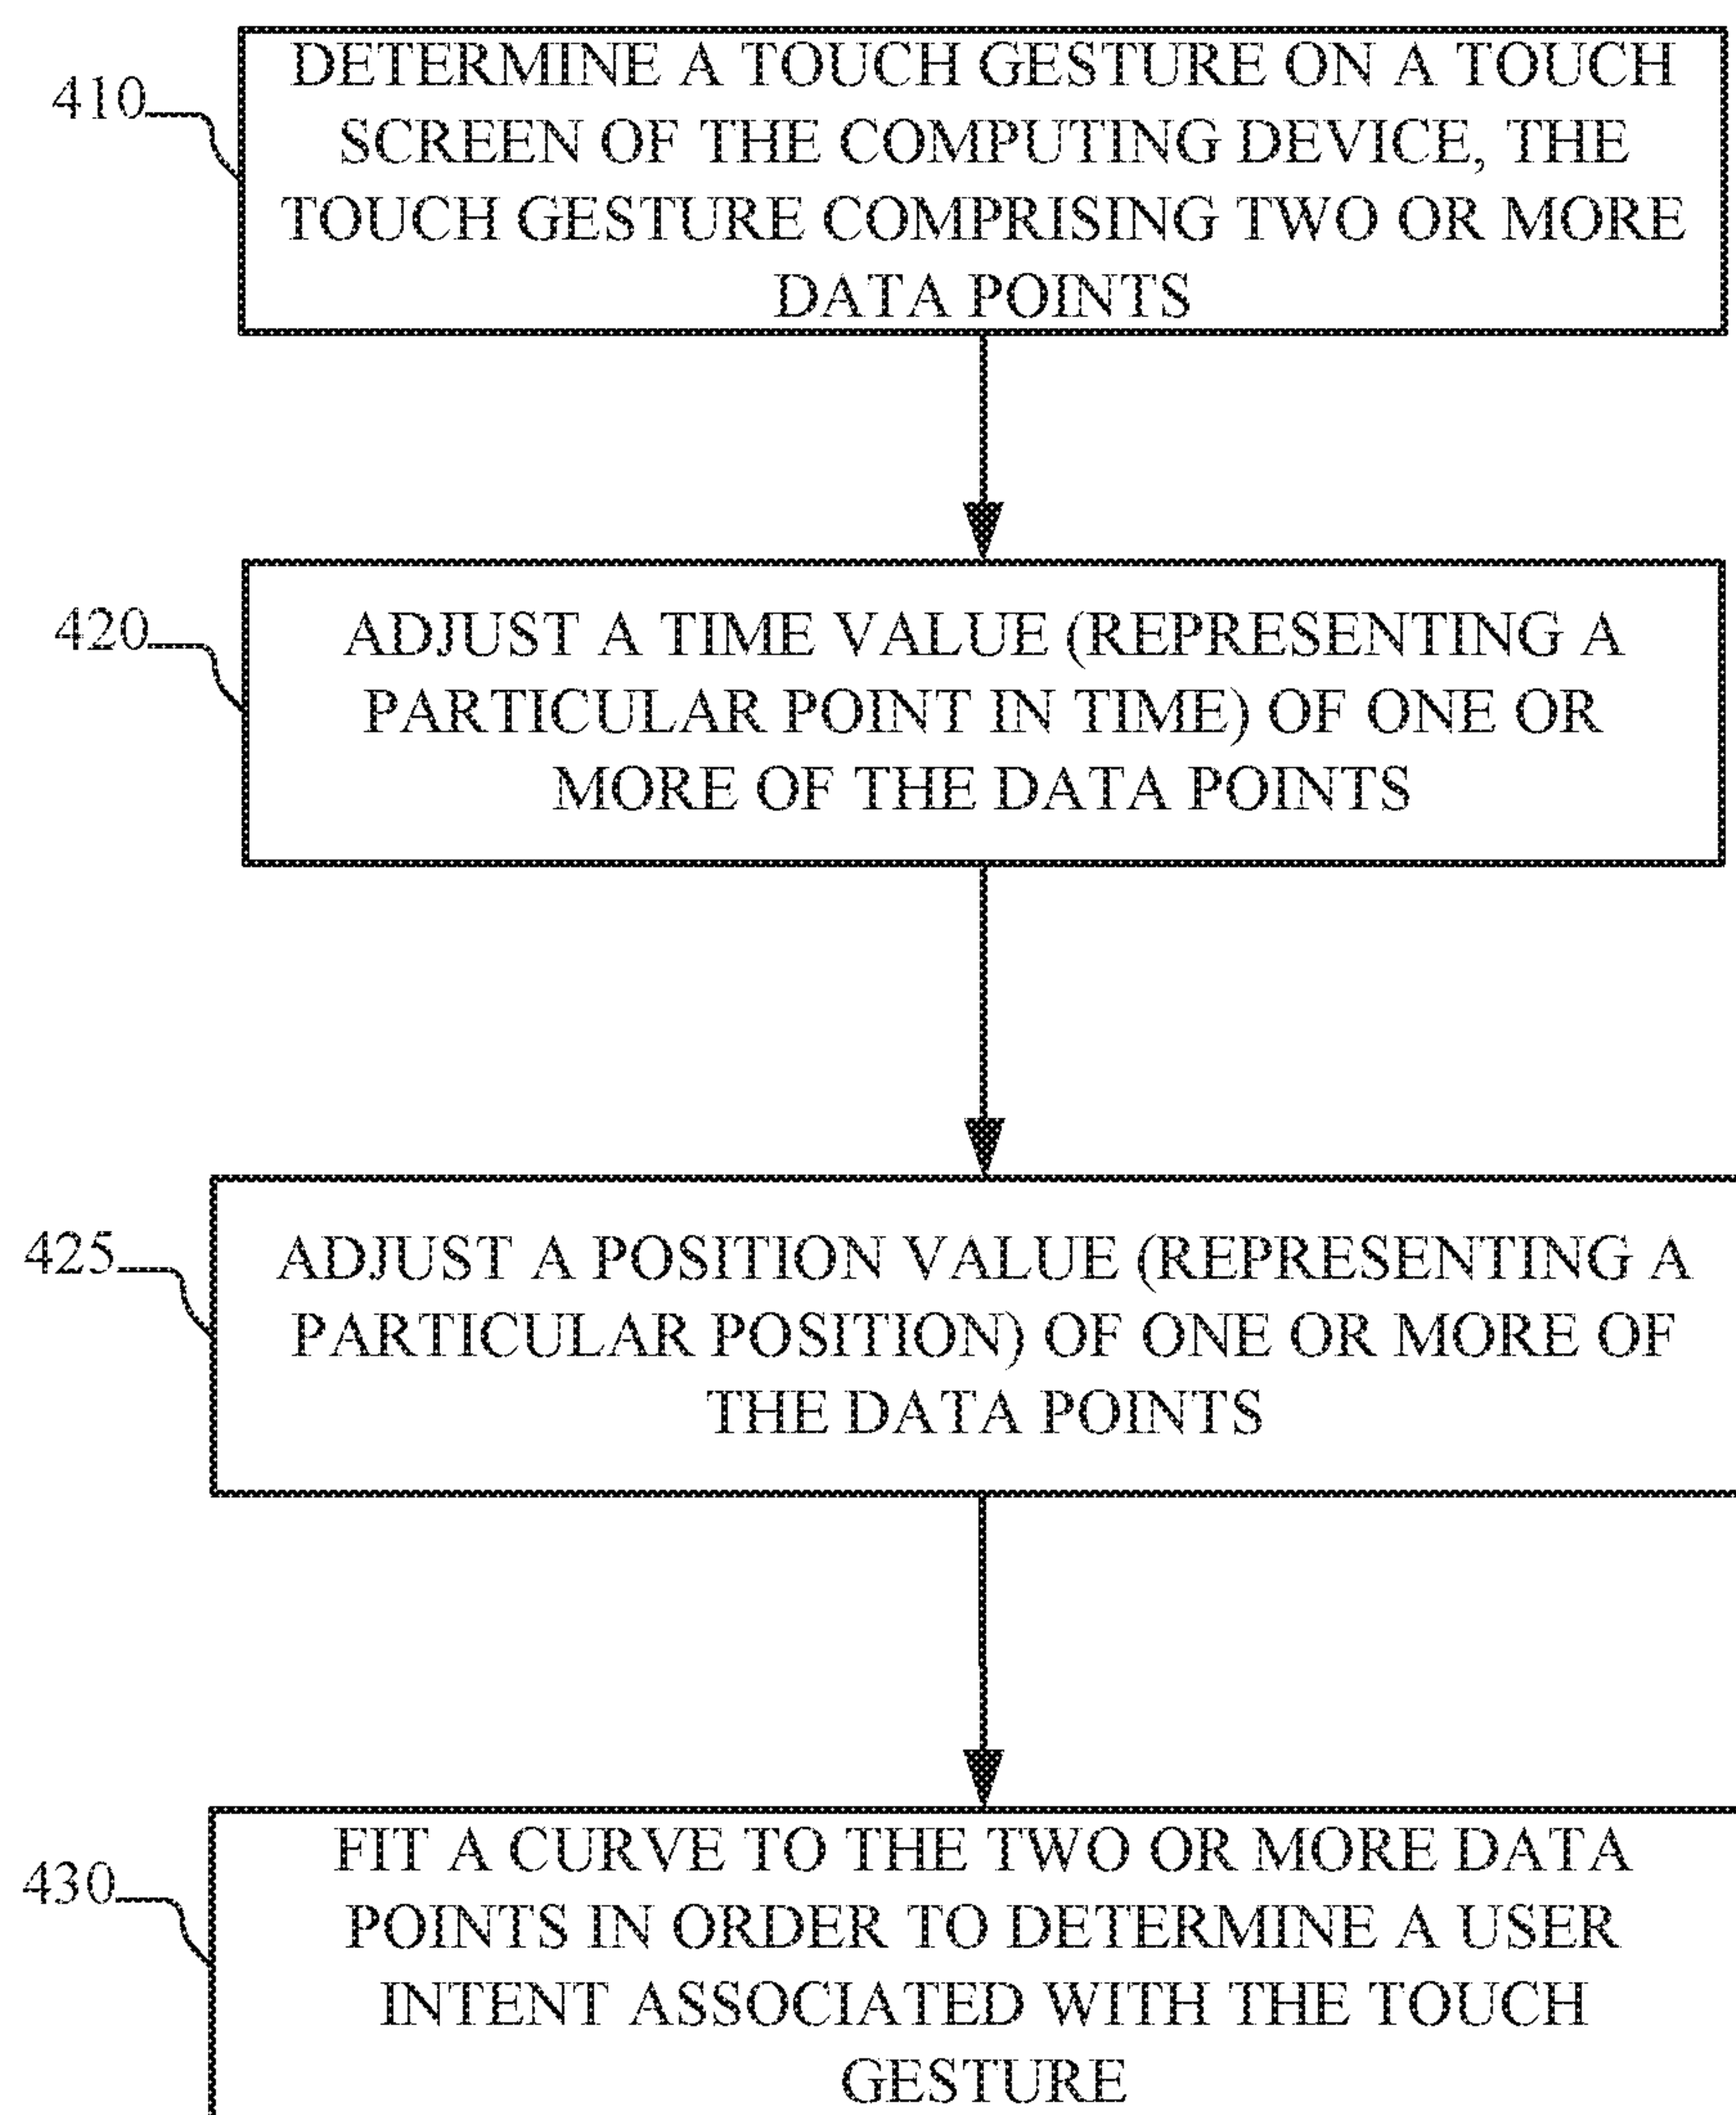 410
DETERMINE A TOUCH GESTURE ON A TOUCH
SCREEN OF THE COMPUTING DEVICE, THE
TOUCH GESTURE COMPRISING TWO OR MORE
DATA POINTS
420
ADJUST A TIME VALUE (REPRESENTING A
PARTICULAR POINT IN TIME) OF ONE OR
MORE OF THE DATA POINTS
425
ADJUST A POSITION VALUE (REPRESENTING A
PARTICULAR POSITION) OF ONE OR MORE OF
THE DATA POINTS
430
FIT A CURVE TO THE TWO OR MORE DATA
POINTS IN ORDER TO DETERMINE A USER
INTENT ASSOCIATED WITH THE TOUCH
GESTURE